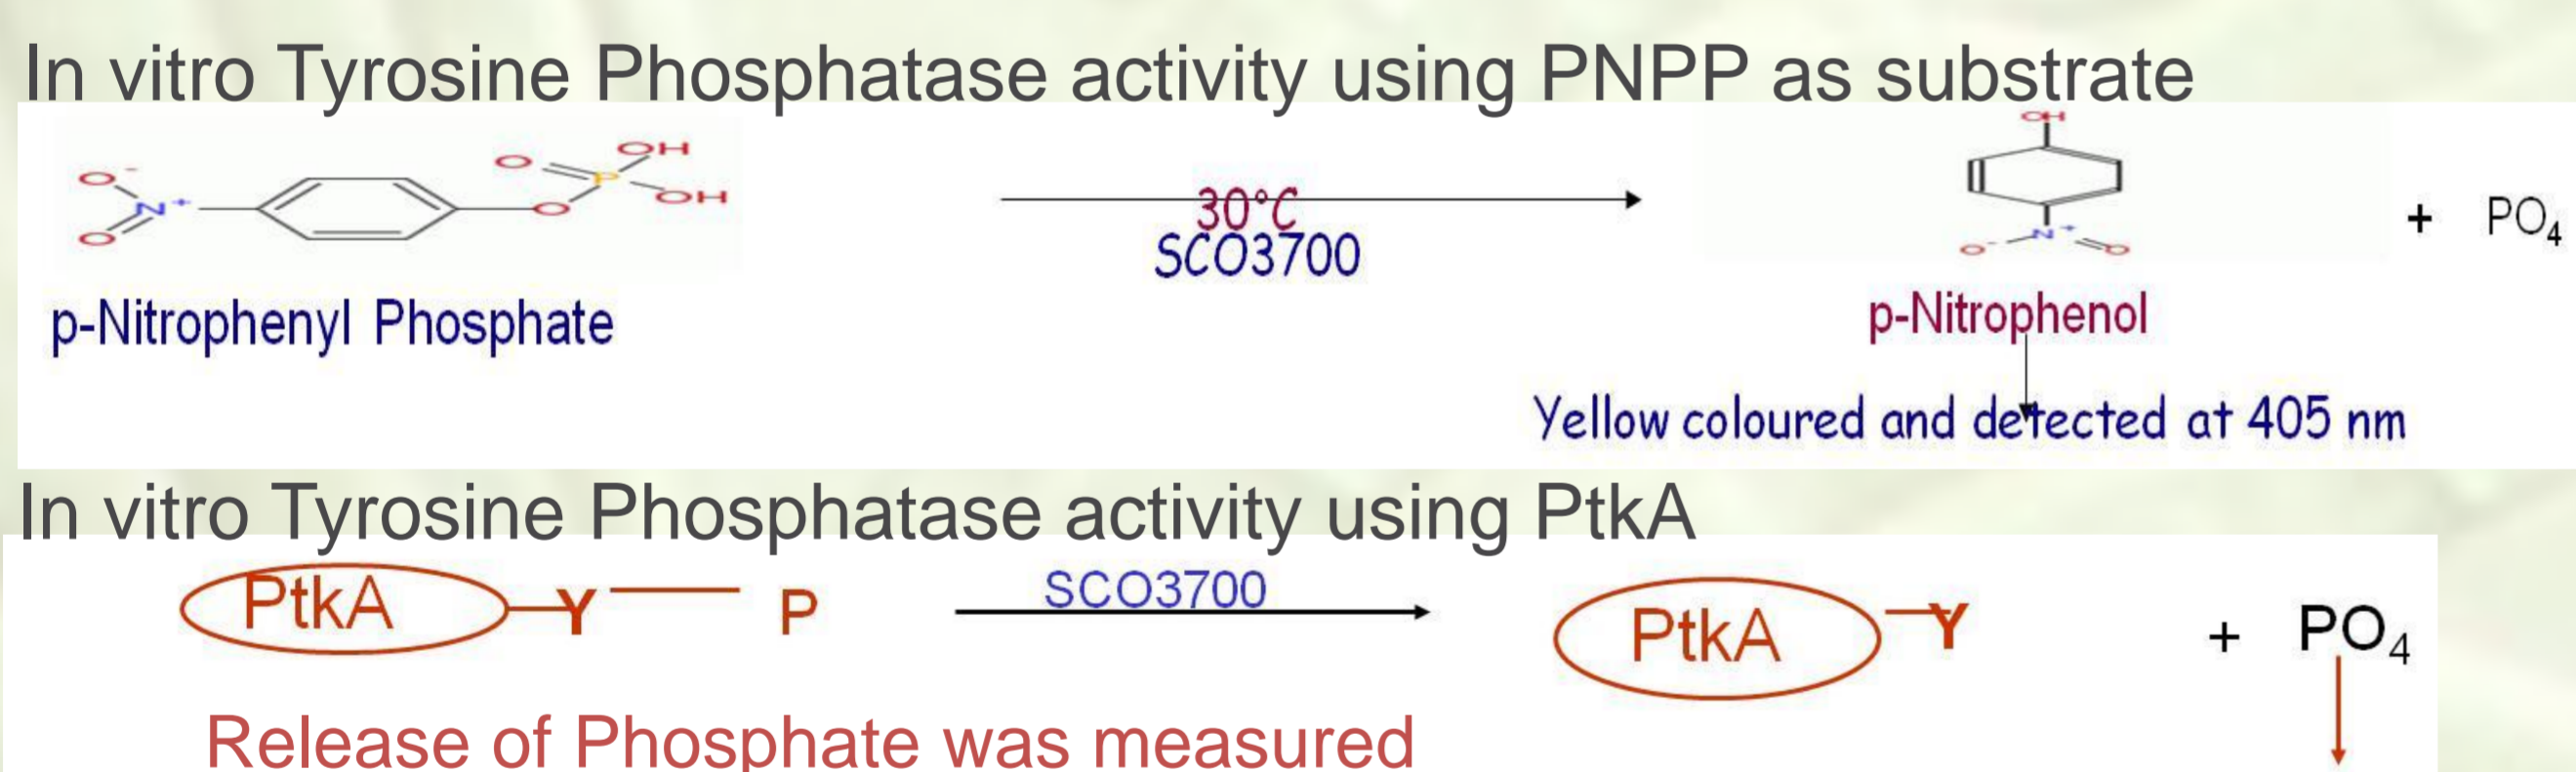 In vitro Tyrosine Phosphatase activity using PNPP as substrate
O⁻ N⁺ O O O P OH OH
30°C
SCO3700
OH N⁺ O⁻ O
+ PO₄
p-Nitrophenyl Phosphate
p-Nitrophenol
Yellow coloured and detected at 405 nm
In vitro Tyrosine Phosphatase activity using PtkA
PtkA Y P
SCO3700
PtkA Y + PO₄
Release of Phosphate was measured